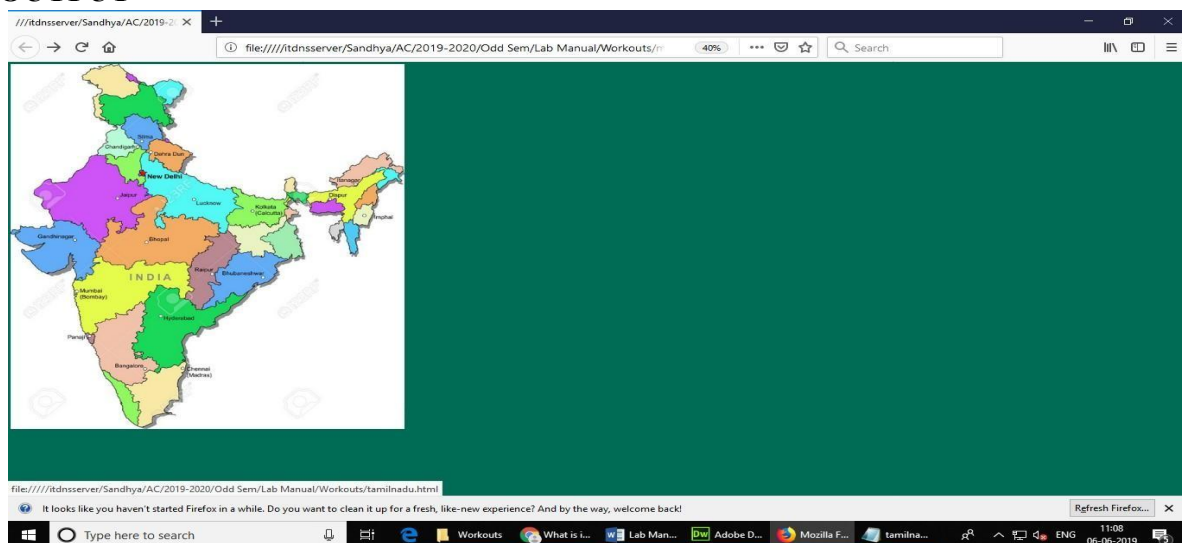 ///itdnsserver/Sandhya/AC/2019-2
file://///itdnsserver/Sandhya/AC/2019-2020/Odd Sem/Lab Manual/Workouts/
40%
Search
Simla
Chandigarh
Dehra Dun
New Delhi
Jaipur
Lucknow
Dispur
Kolkata
(Calcutta)
Imphal
Gandhinagar
Bhopal
INDIA
Raipur
Bhubaneshwar
Mumbai
(Bombay)
Hyderabad
Panaji
Bangalore
Chennai
(Madras)
file://///itdnsserver/Sandhya/AC/2019-2020/Odd Sem/Lab Manual/Workouts/tamilnadu.html
It looks like you haven't started Firefox in a while. Do you want to clean it up for a fresh, like-new experience? And by the way, welcome back!
Refresh Firefox...
Type here to search
Workouts
What is i...
Lab Man...
Dw Adobe D...
Mozilla F...
tamilna...
ENG
11:08
06-06-2019